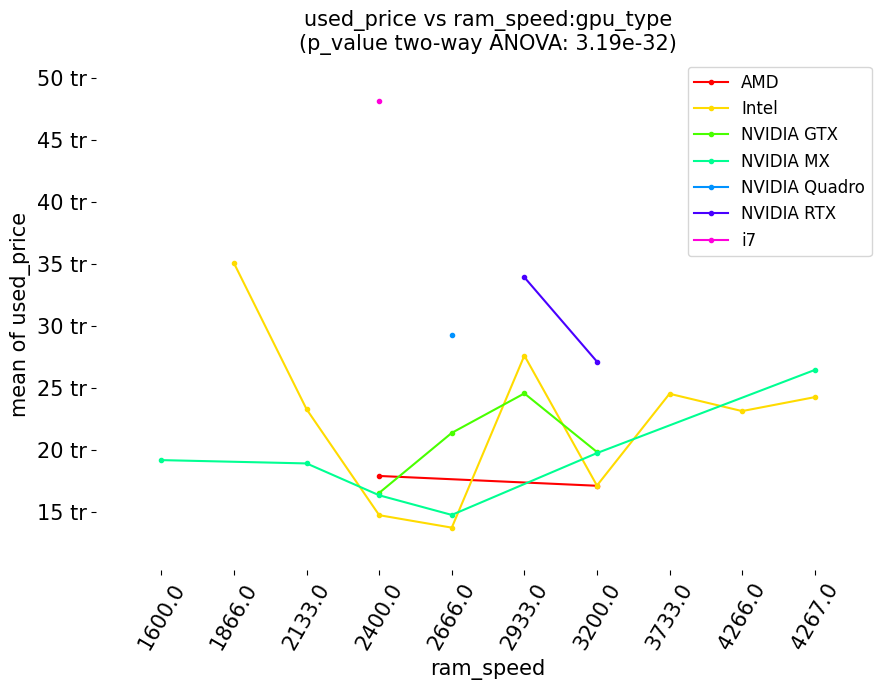 used_price vs ram_speed:gpu_type
(p_value two-way ANOVA: 3.19e-32)
AMD
Intel
NVIDIA GTX
NVIDIA MX
NVIDIA Quadro
NVIDIA RTX
i7
mean of used_price
50 tr
45 tr
40 tr
35 tr
30 tr
25 tr
20 tr
15 tr
1600.0
1866.0
2133.0
2400.0
2666.0
2933.0
3200.0
3733.0
4266.0
4267.0
ram_speed